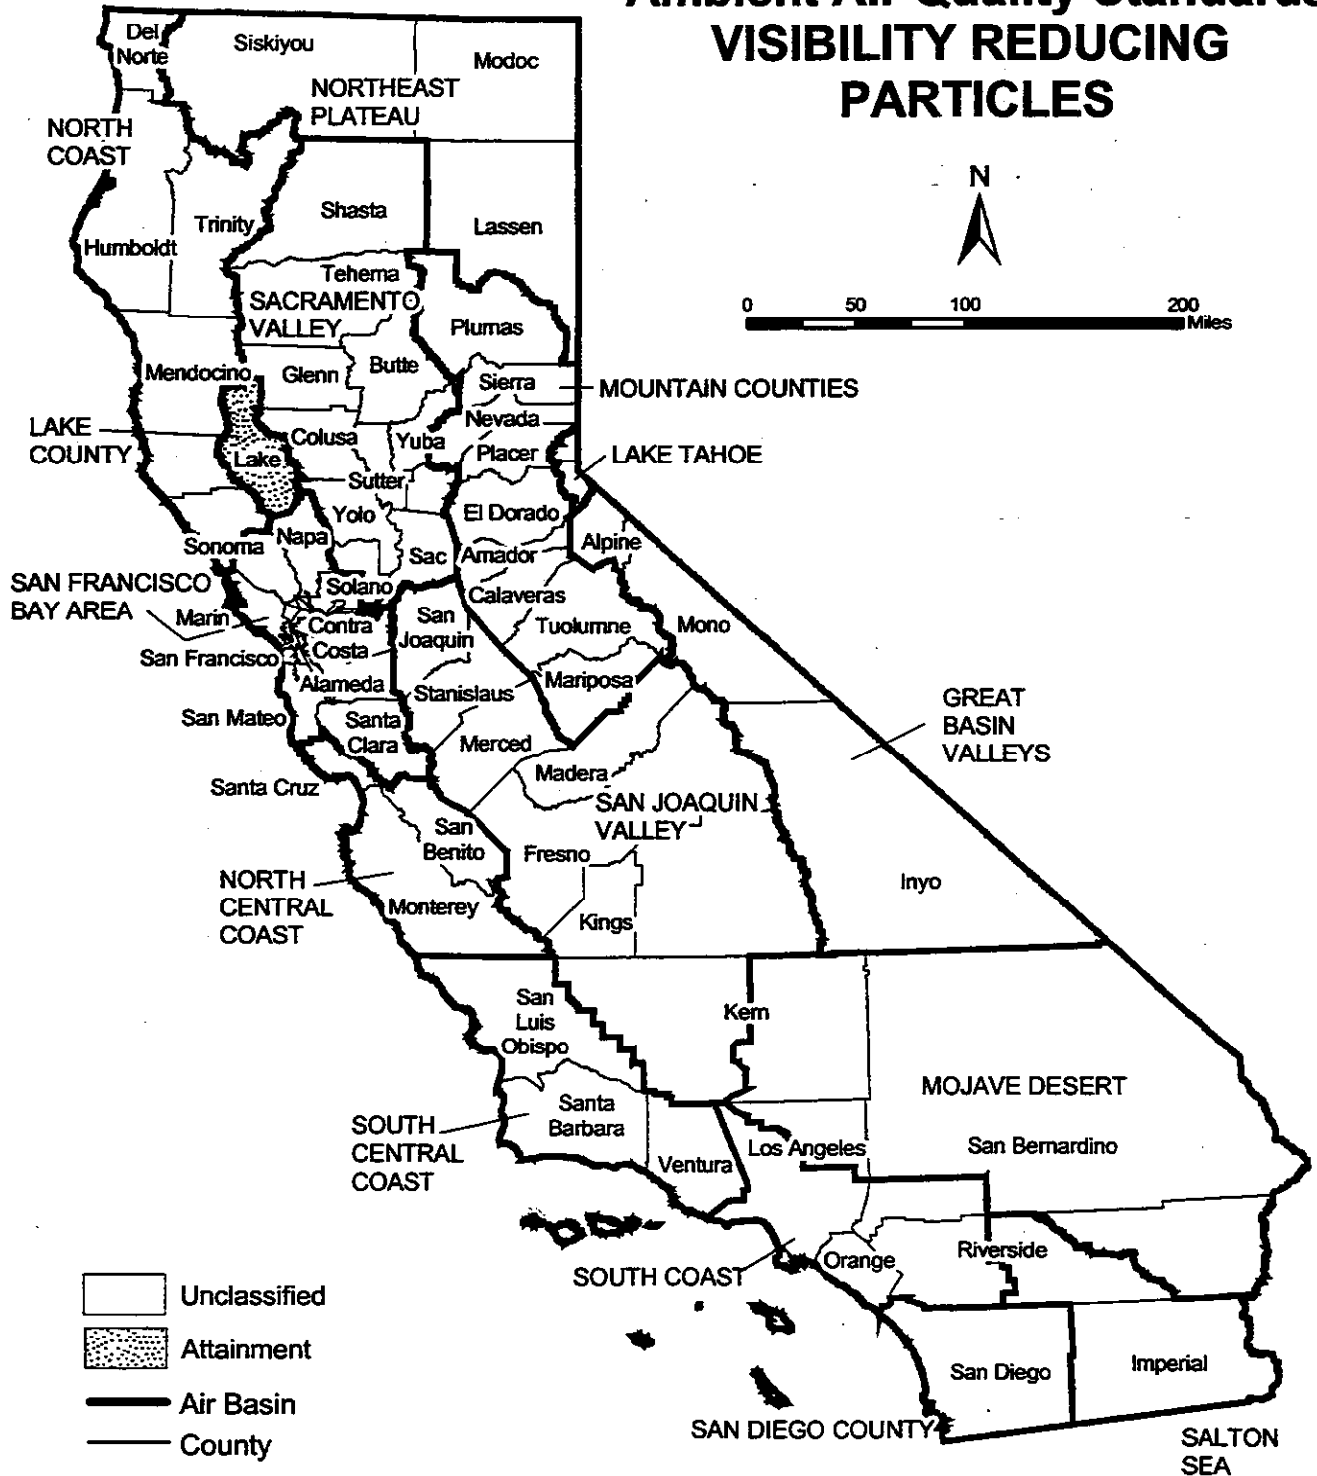 Ambient Air Quality Standards
VISIBILITY REDUCING
PARTICLES
N
0 50 100 200
Miles
Del
Norte
Siskiyou
Modoc
NORTHEAST
PLATEAU
NORTH
COAST
Shasta
Trinity
Humboldt
Lassen
Tehema
SACRAMENTO
VALLEY
Plumas
Mendocino
Glenn
Butte
Sierra
MOUNTAIN COUNTIES
LAKE
COUNTY
Colusa
Yuba
Nevada
Lake
Placer
LAKE TAHOE
Sutter
Yolo
El Dorado
Sonoma
Napa
Sac
Amador
Alpine
SAN FRANCISCO
BAY AREA
Solano
Calaveras
Marin
Contra
Costa
San
Joaquin
Tuolumne
Mono
San Francisco
Alameda
Stanislaus
Mariposa
San Mateo
Santa
Clara
Merced
GREAT
BASIN
VALLEYS
Santa Cruz
Madera
SAN JOAQUIN
VALLEY
San
Benito
Fresno
Inyo
NORTH
CENTRAL
COAST
Monterey
Kings
San
Luis
Obispo
Kern
MOJAVE DESERT
Santa
Barbara
SOUTH
CENTRAL
COAST
Los Angeles
San Bernardino
Ventura
SOUTH COAST
Orange
Riverside
San Diego
Imperial
SAN DIEGO COUNTY
SALTON
SEA
Unclassified
Attainment
Air Basin
County